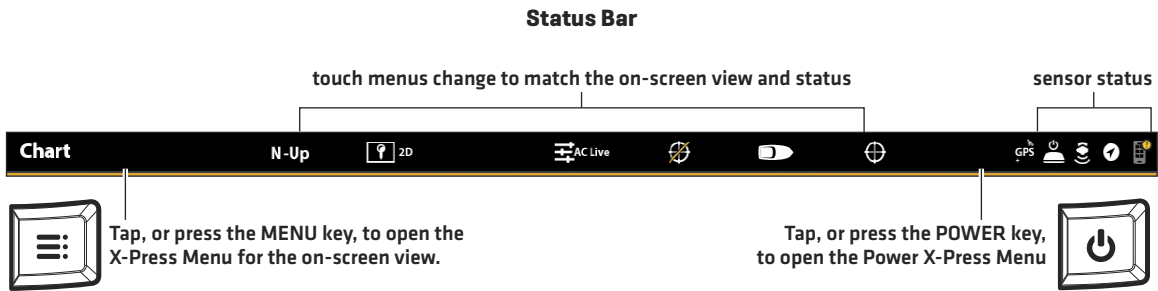 Status Bar
touch menus change to match the on-screen view and status
sensor status
Chart
N-Up
2D
AC Live
GPS
Tap, or press the MENU key, to open the
X-Press Menu for the on-screen view.
Tap, or press the POWER key,
to open the Power X-Press Menu